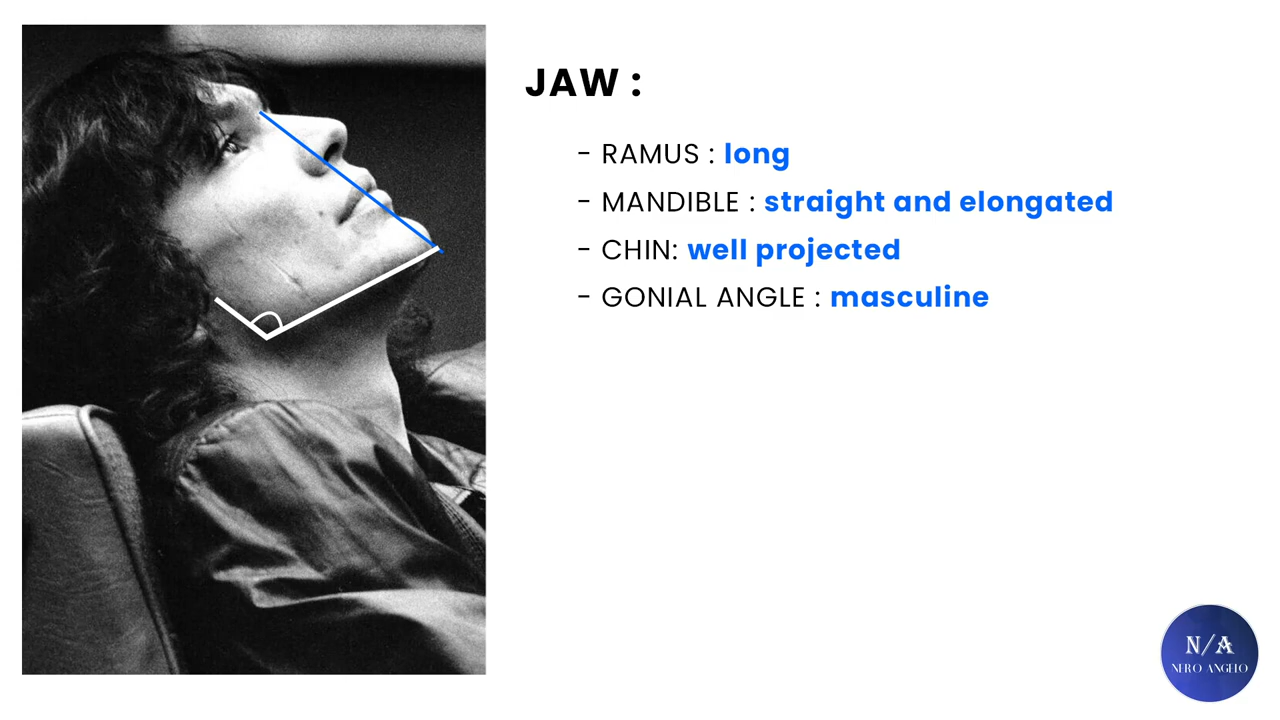 JAW :
- RAMUS : long
- MANDIBLE : straight and elongated
- CHIN: well projected
- GONIAL ANGLE : masculine
N/A
NERO ANGELO